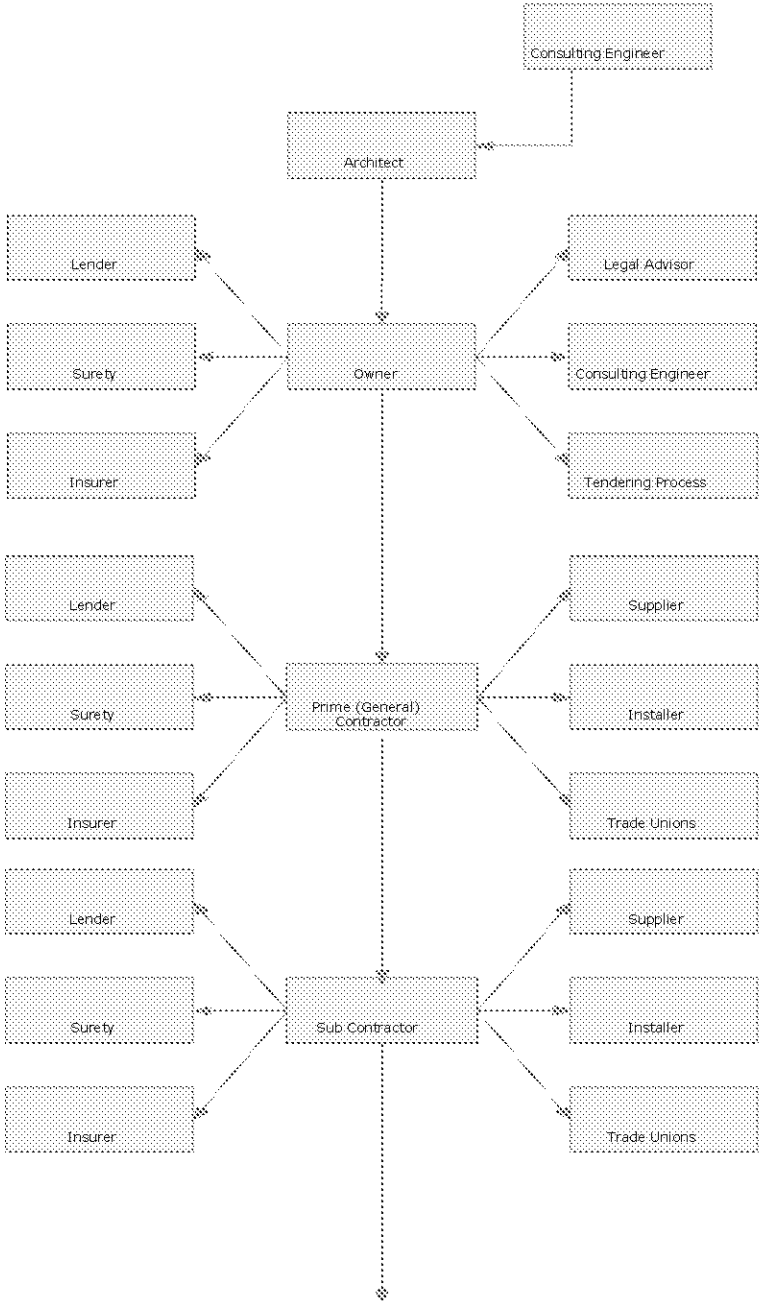 Consulting Engineer
Architect
Lender
Legal Advisor
Surety
Owner
Consulting Engineer
Insurer
Tendering Process
Lender
Supplier
Surety
Prime (General)
Contractor
Installer
Insurer
Trade Unions
Lender
Supplier
Surety
Sub Contractor
Installer
Insurer
Trade Unions